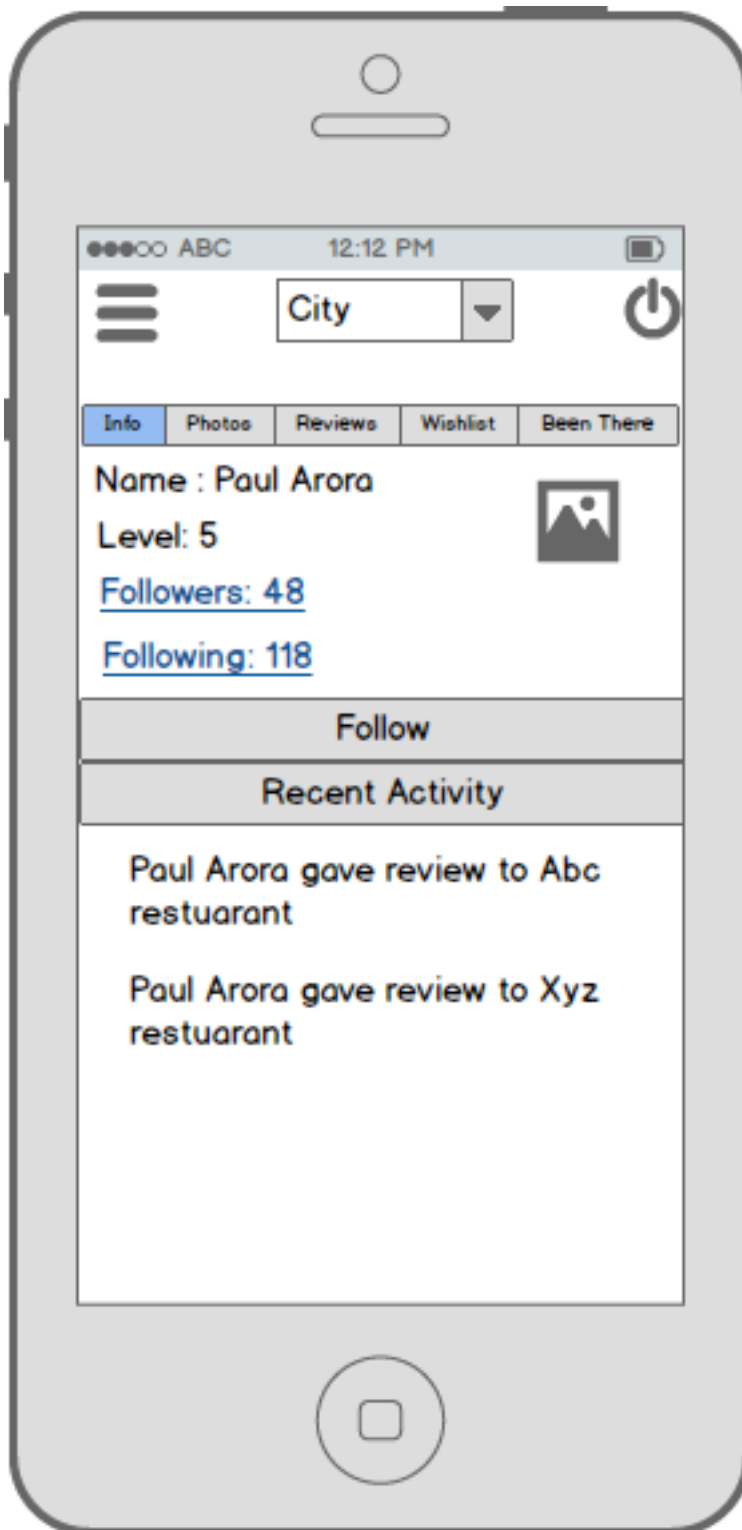 ABC 12:12 PM
City
Info Photos Reviews Wishlist Been There
Name : Paul Arora
Level: 5
Followers: 48
Following: 118
Follow
Recent Activity
Paul Arora gave review to Abc
restuarant
Paul Arora gave review to Xyz
restuarant